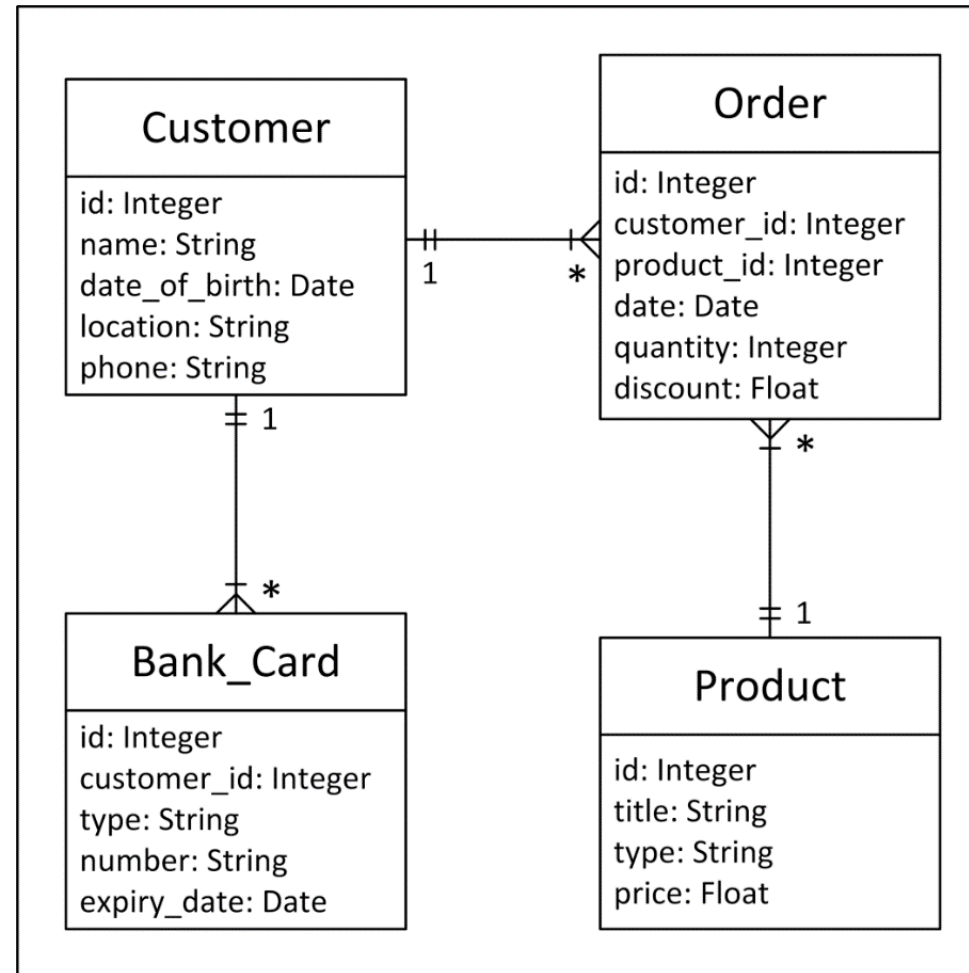 Customer
id: Integer
name: String
date_of_birth: Date
location: String
phone: String
Order
id: Integer
customer_id: Integer
product_id: Integer
date: Date
quantity: Integer
discount: Float
1
*
1
*
*
1
Bank_Card
id: Integer
customer_id: Integer
type: String
number: String
expiry_date: Date
Product
id: Integer
title: String
type: String
price: Float